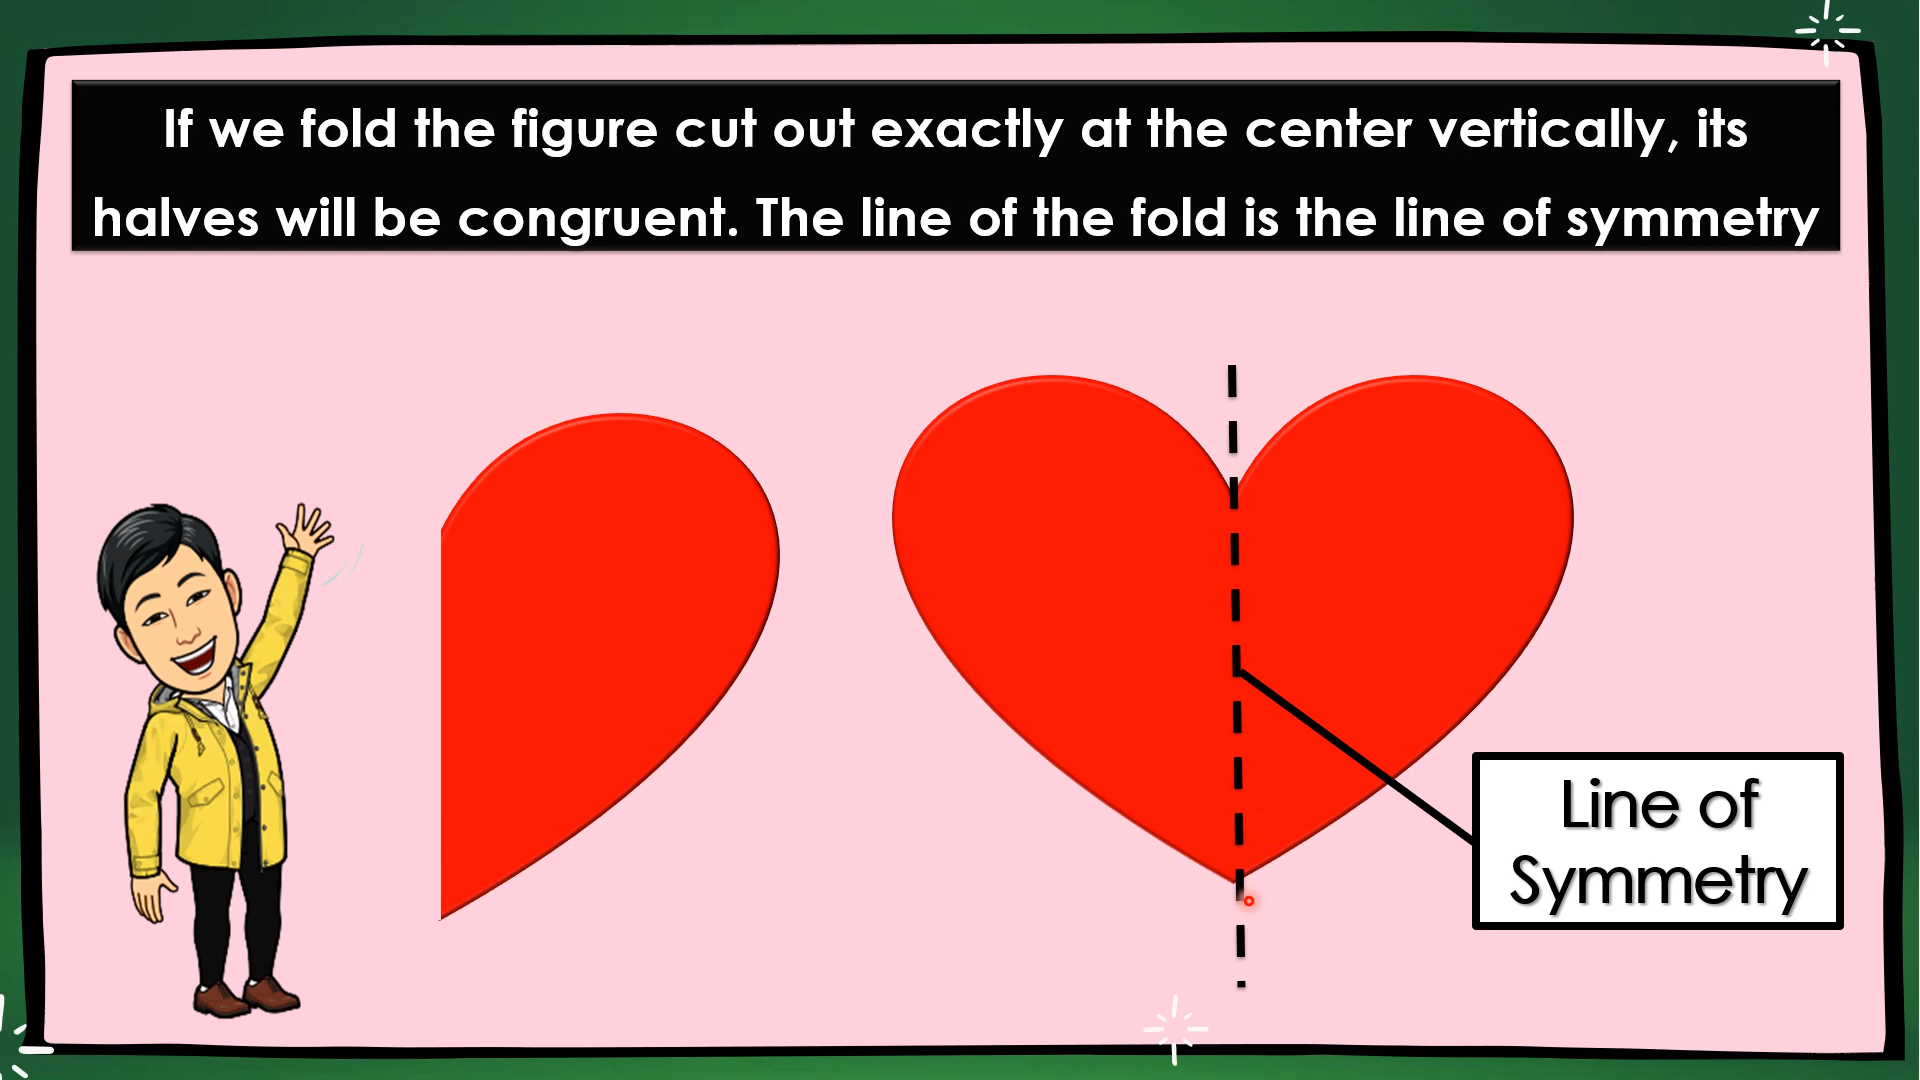 If we fold the figure cut out exactly at the center vertically, its
halves will be congruent. The line of the fold is the line of symmetry
Line of
Symmetry